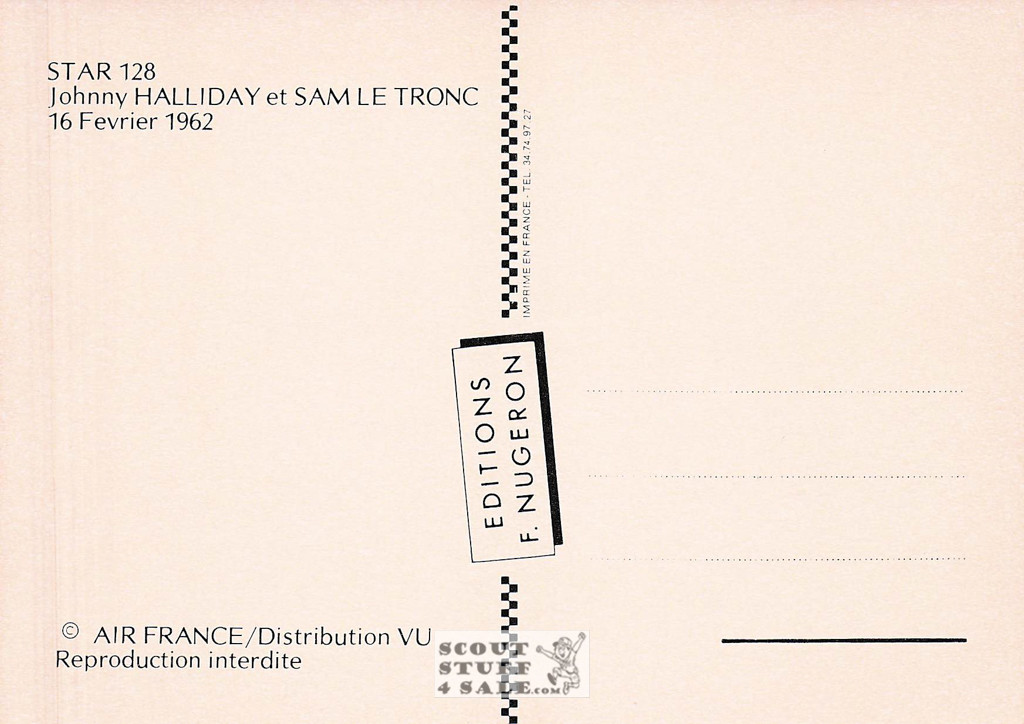 STAR 128
Johnny HALLIDAY et SAM LE TRONC
16 Fevrier 1962
IMPRIME EN FRANCE - TEL. 34.74.97.27
EDITIONS
F. NUGERON
© AIR FRANCE/Distribution VU
Reproduction interdite
SCOUT
STUFF
4 SALE.COM